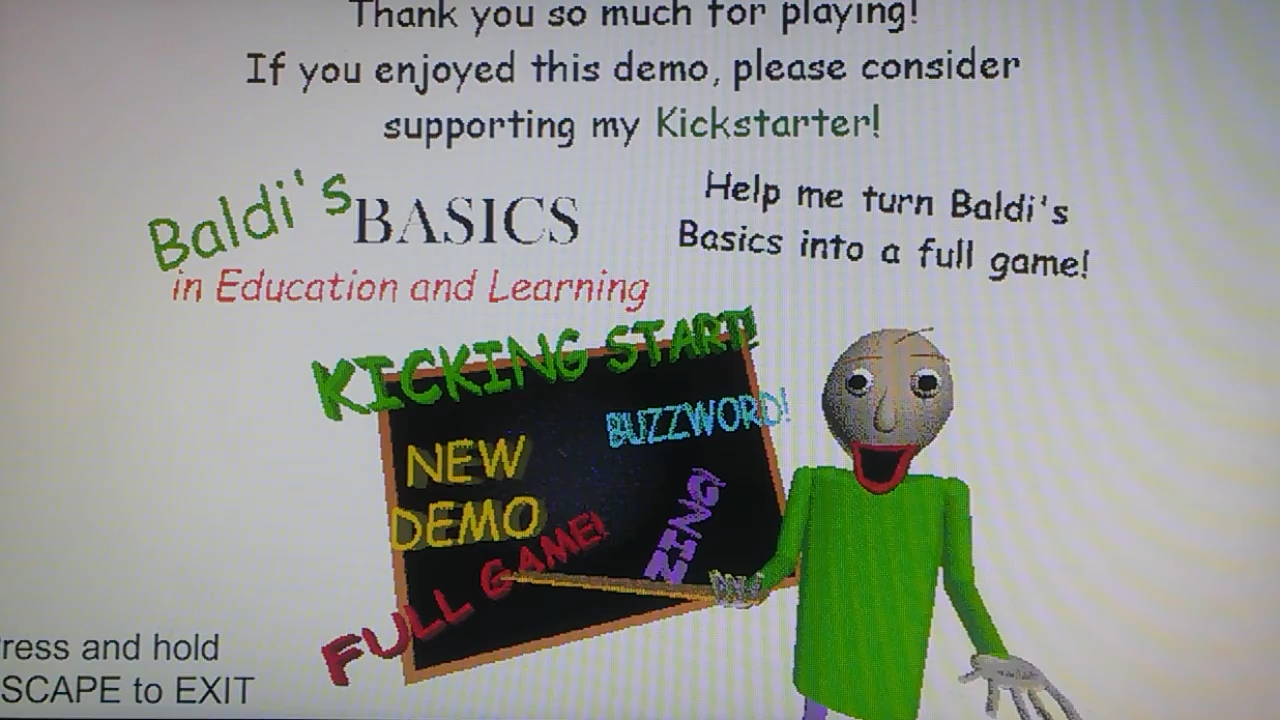 Thank you so much for playing!
If you enjoyed this demo, please consider
supporting my Kickstarter!
Baldi's BASICS
in Education and Learning
Help me turn Baldi's
Basics into a full game!
KICKING START!
BUZZWORD!
NEW
DEMO
ZING!
FULL GAME!
ress and hold
SCAPE to EXIT